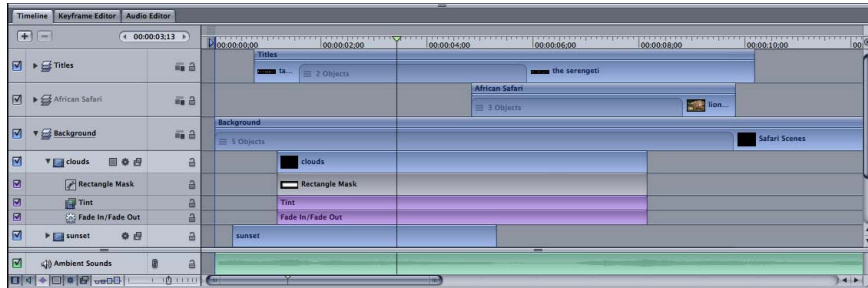 Timeline Keyframe Editor Audio Editor
00:00:03;13
00:00:00;00 00:00:02;00 00:00:04;00 00:00:06;00 00:00:08;00 00:00:10;00 00:
Titles
Titles
ta... 2 Objects the serengeti
African Safari
African Safari
3 Objects lion...
Background
Background
5 Objects Safari Scenes
clouds clouds
Rectangle Mask Rectangle Mask
Tint Tint
Fade In/Fade Out Fade In/Fade Out
sunset sunset
Ambient Sounds